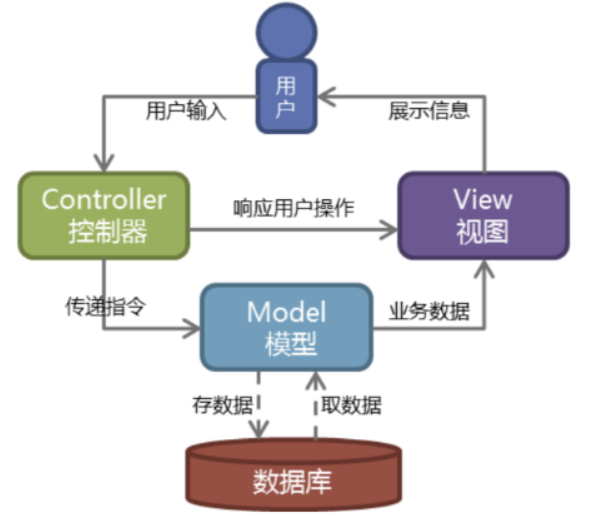 用
户
用户输入
展示信息
Controller
控制器
响应用户操作
View
视图
传递指令
Model
模型
业务数据
存数据
取数据
数据库